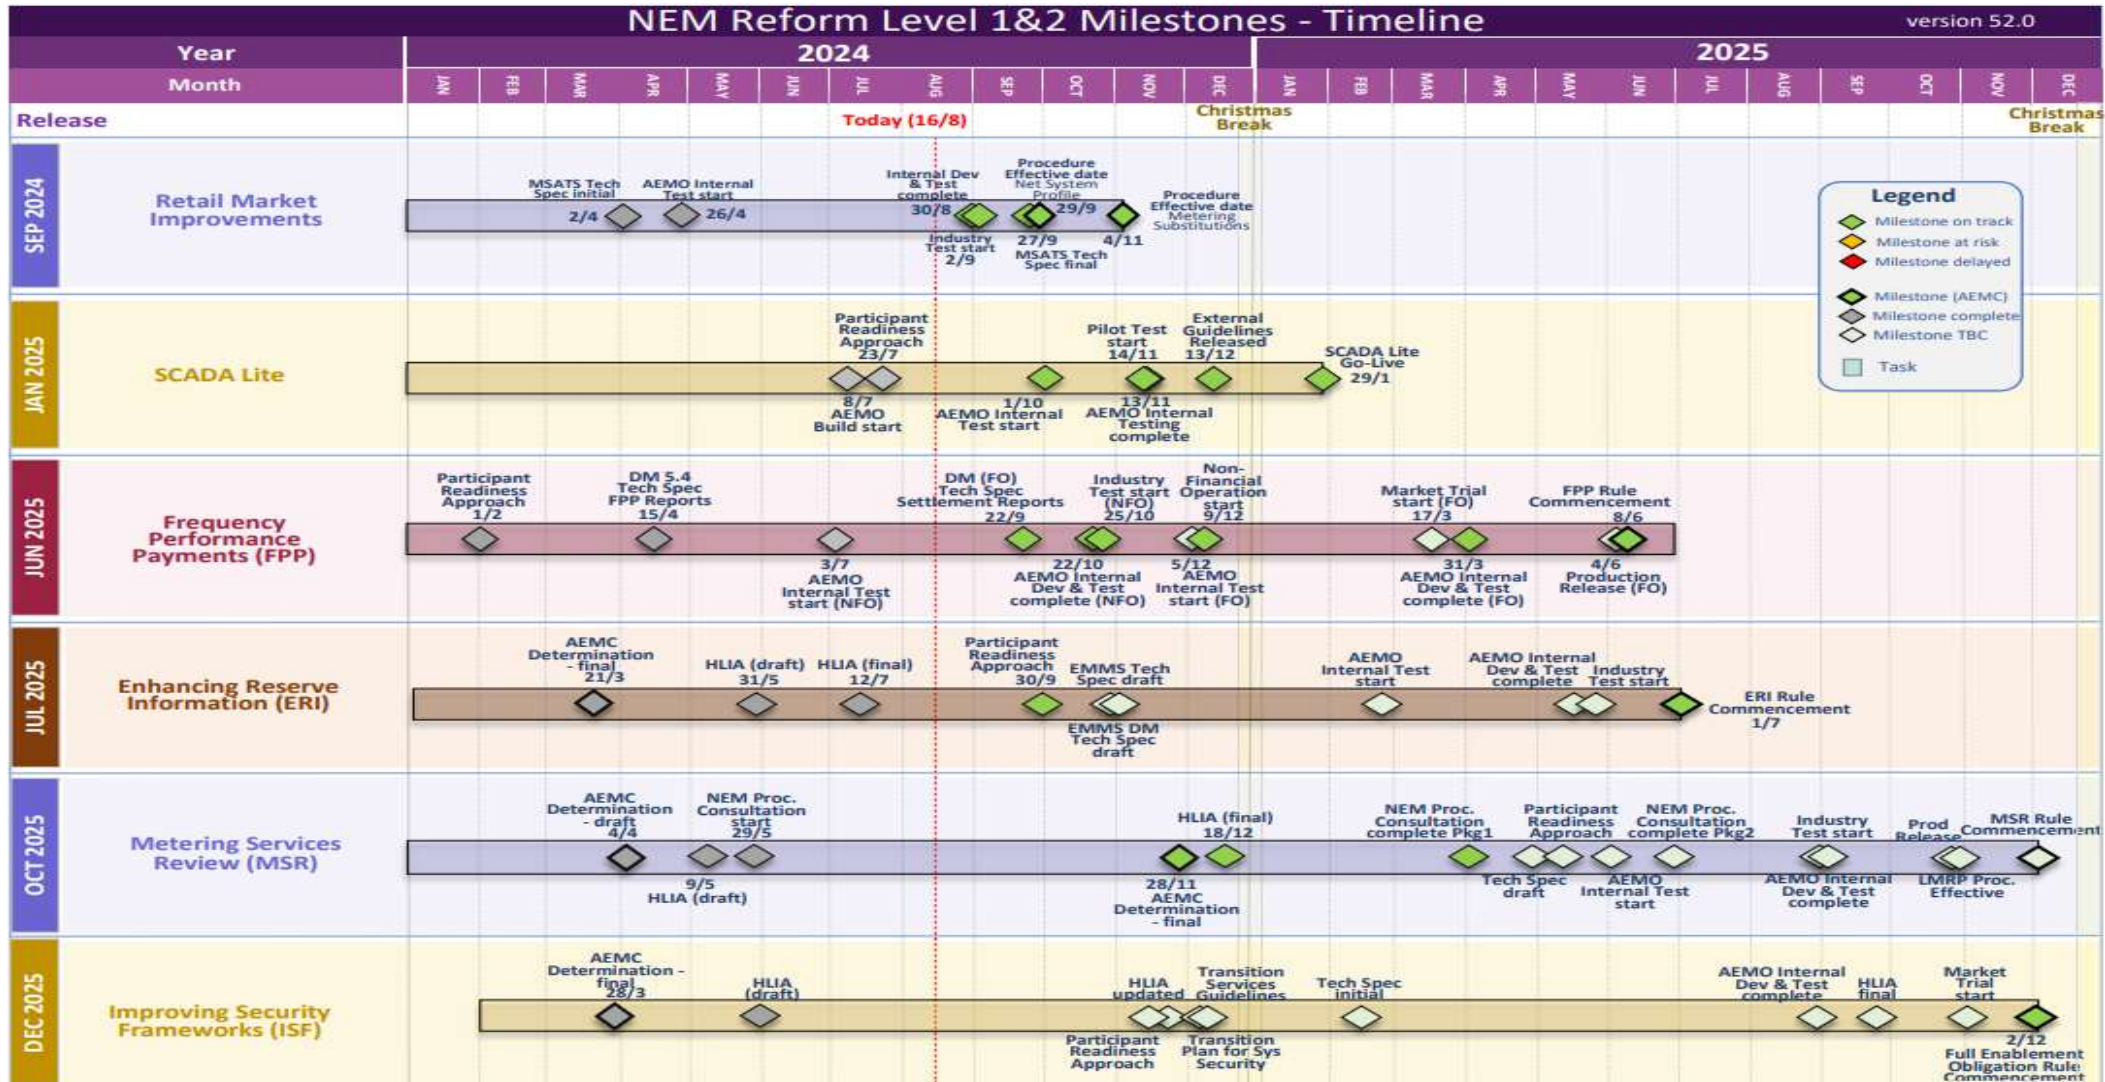 NEM Reform Level 1&2 Milestones - Timeline
version 52.0
Year
2024
2025
Month
JAN
FEB
MAR
APR
MAY
JUN
JUL
AUG
SEP
OCT
NOV
DEC
JAN
FEB
MAR
APR
MAY
JUN
JUL
AUG
SEP
OCT
NOV
DEC
Release
Today (16/8)
Christmas
Break
Christmas
Break
SEP 2024
Retail Market
Improvements
MSATS Tech
Spec initial
2/4
AEMO Internal
Test start
26/4
Internal Dev
& Test
complete
30/8
Industry
Test start
2/9
Procedure
Effective date
Net System
Profile
29/9
27/9
MSATS Tech
Spec final
4/11
Procedure
Effective date
Metering
Substitutions
Legend
Milestone on track
Milestone at risk
Milestone delayed
Milestone (AEMC)
Milestone complete
Milestone TBC
Task
JAN 2025
SCADA Lite
Participant
Readiness
Approach
23/7
8/7
AEMO
Build start
1/10
AEMO Internal
Test start
Pilot Test
start
14/11
13/11
AEMO Internal
Testing
complete
External
Guidelines
Released
13/12
SCADA Lite
Go-Live
29/1
JUN 2025
Frequency
Performance
Payments (FPP)
Participant
Readiness
Approach
1/2
DM 5.4
Tech Spec
FPP Reports
15/4
3/7
AEMO
Internal Test
start (NFO)
DM (FO)
Tech Spec
Settlement Reports
22/9
22/10
AEMO Internal
Dev & Test
complete (NFO)
Industry
Test start
(NFO)
25/10
Non-
Financial
Operation
start
9/12
5/12
AEMO
Internal Test
start (FO)
Market Trial
start (FO)
17/3
31/3
AEMO Internal
Dev & Test
complete (FO)
FPP Rule
Commencement
8/6
4/6
Production
Release (FO)
JUL 2025
Enhancing Reserve
Information (ERI)
AEMC
Determination
- final
21/3
HLIA (draft)
31/5
HLIA (final)
12/7
Participant
Readiness
Approach
30/9
EMMS Tech
Spec draft
EMMS DM
Tech Spec
draft
AEMO
Internal Test
start
AEMO Internal
Dev & Test
complete
Industry
Test start
ERI Rule
Commencement
1/7
OCT 2025
Metering Services
Review (MSR)
AEMC
Determination
- draft
4/4
NEM Proc.
Consultation
start
29/5
9/5
HLIA (draft)
HLIA (final)
18/12
28/11
AEMC
Determination
- final
NEM Proc.
Consultation
complete Pkg1
Tech Spec
draft
Participant
Readiness
Approach
AEMO
Internal Test
start
NEM Proc.
Consultation
complete Pkg2
Industry
Test start
AEMO Internal
Dev & Test
complete
Prod
Release
LMRP Proc.
Effective
MSR Rule
Commencement
DEC 2025
Improving Security
Frameworks (ISF)
AEMC
Determination -
final
28/3
HLIA
(draft)
HLIA
updated
Participant
Readiness
Approach
Transition
Services
Guidelines
Transition
Plan for Sys
Security
Tech Spec
initial
AEMO Internal
Dev & Test
complete
HLIA
final
Market
Trial
start
2/12
Full Enablement
Obligation Rule
Commencement